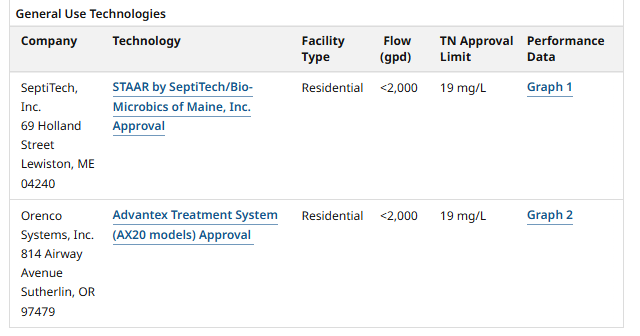 General Use Technologies
Company Technology Facility Type Flow (gpd) TN Approval Limit Performance Data
SeptiTech, Inc.
69 Holland Street
Lewiston, ME 04240
STAAR by SeptiTech/Bio-
Microbics of Maine, Inc.
Approval
Residential
<2,000
19 mg/L
Graph 1
Orenco
Systems, Inc.
814 Airway
Avenue
Sutherlin, OR
97479
Advantex Treatment System
(AX20 models) Approval
Residential
<2,000
19 mg/L
Graph 2